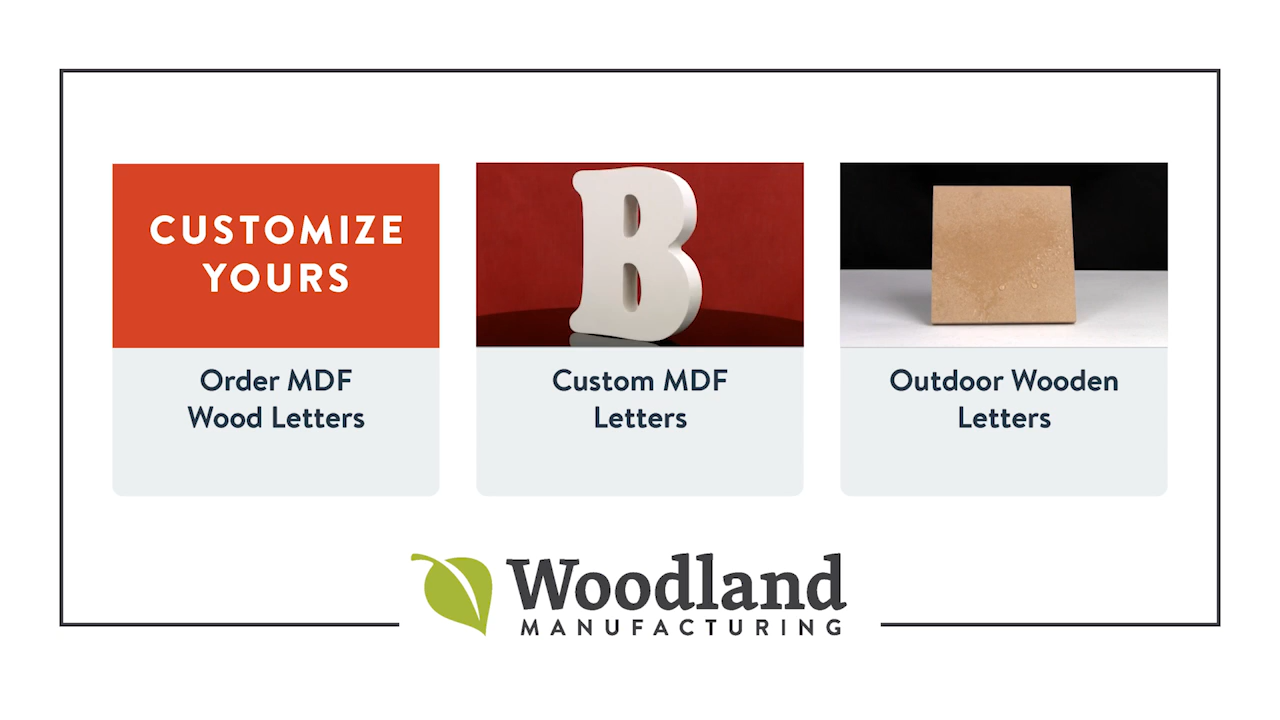 CUSTOMIZE
YOURS
Order MDF
Wood Letters
B
Custom MDF
Letters
Outdoor Wooden
Letters
Woodland
MANUFACTURING